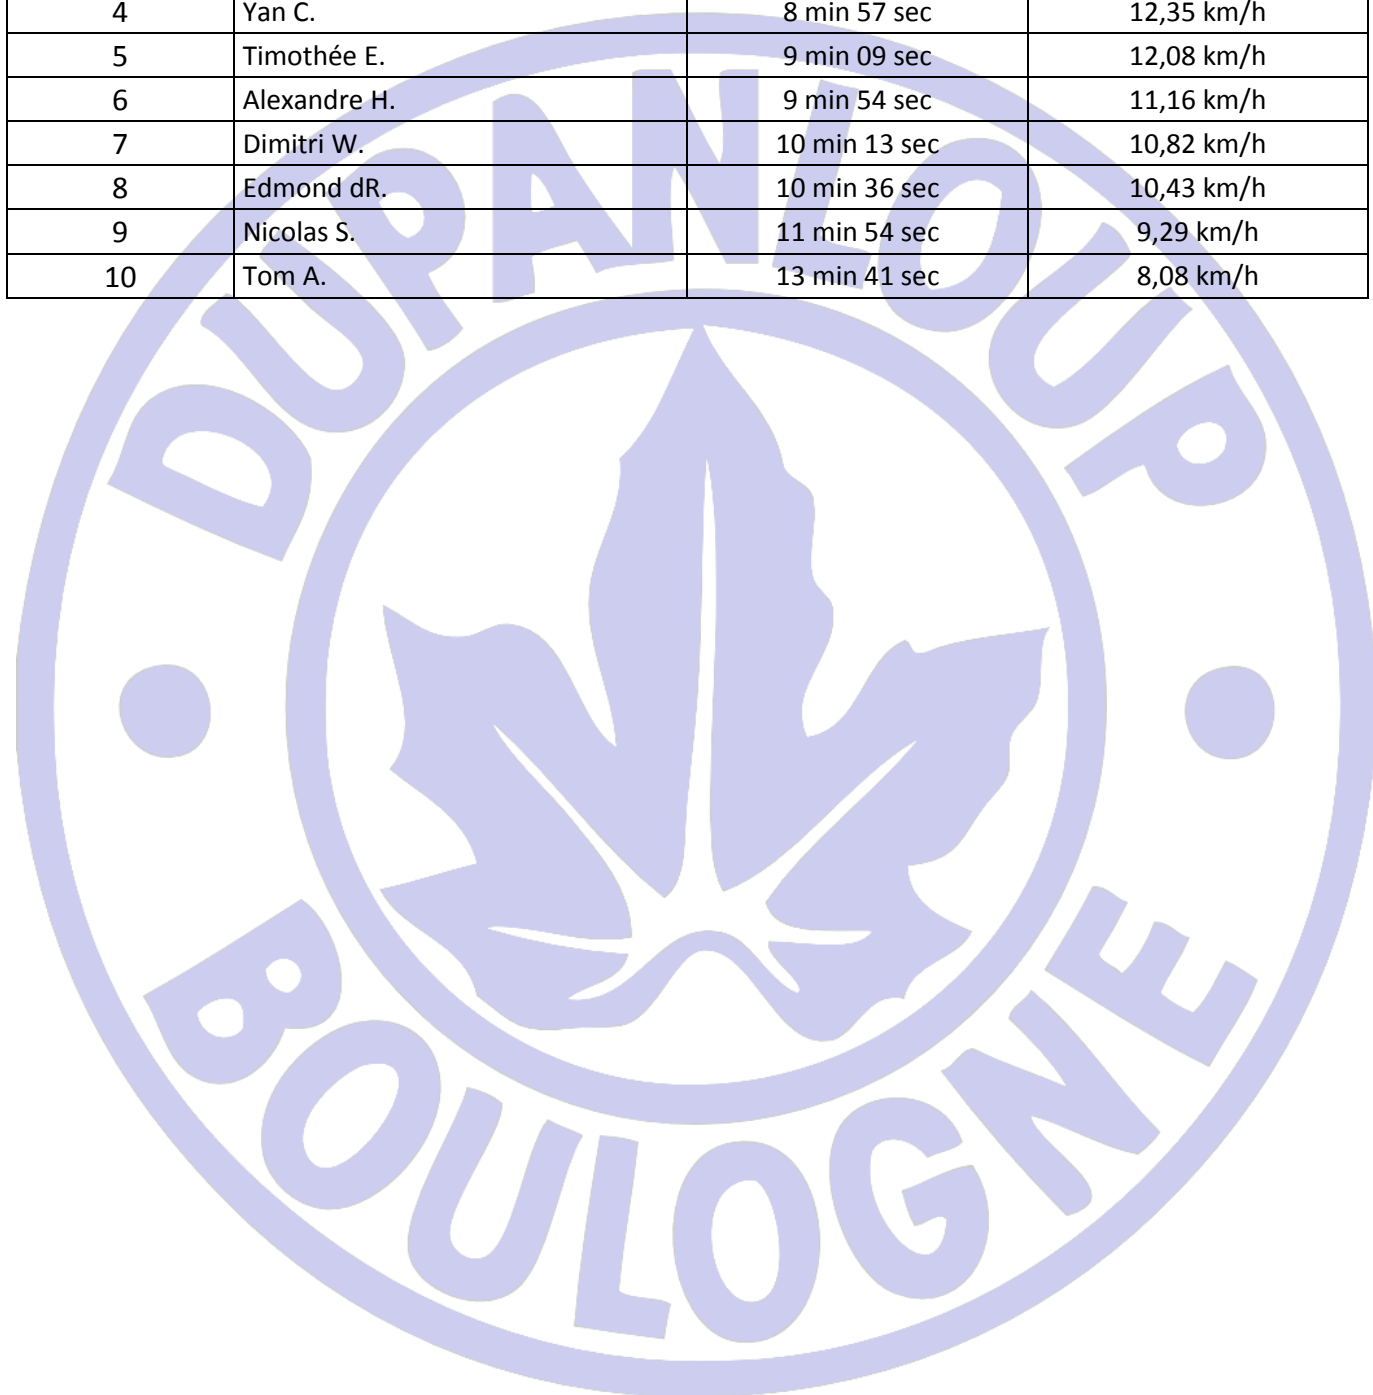 4 Yan C. 8 min 57 sec 12,35 km/h
5 Timothée E. 9 min 09 sec 12,08 km/h
6 Alexandre H. 9 min 54 sec 11,16 km/h
7 Dimitri W. 10 min 13 sec 10,82 km/h
8 Edmond dR. 10 min 36 sec 10,43 km/h
9 Nicolas S. 11 min 54 sec 9,29 km/h
10 Tom A. 13 min 41 sec 8,08 km/h
DUPANLOUP
BOULOGNE